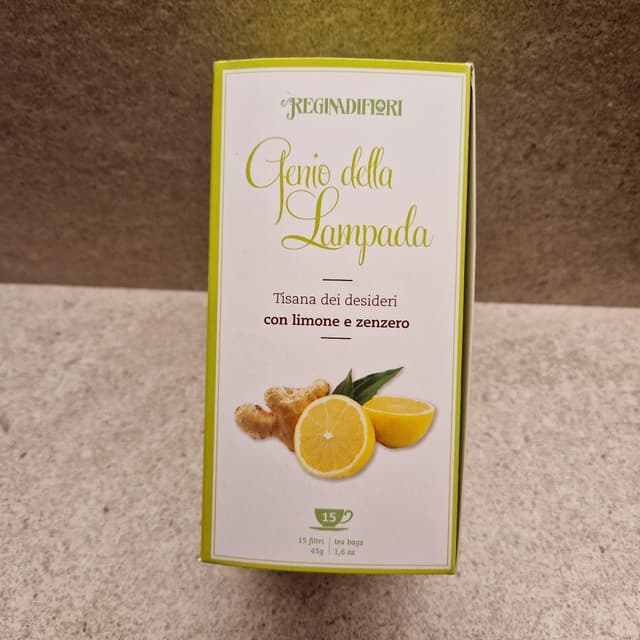 REGINADIFIORI
Genio della
Lampada
Tisana dei desideri
con limone e zenzero
15
15 filtri | tea bags
45g | 1,6 oz